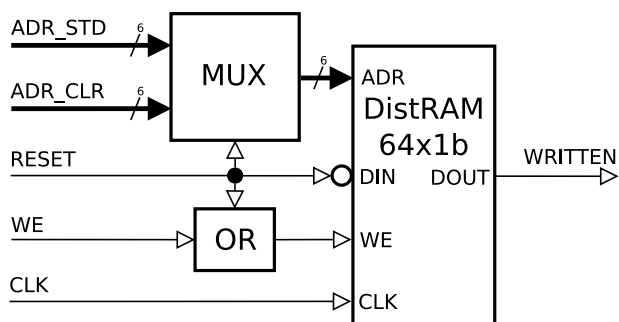 ADR_STD
6
MUX
6
ADR
ADR_CLR
6
DistRAM
64x1b
RESET
DIN
DOUT
WRITTEN
WE
OR
WE
CLK
CLK